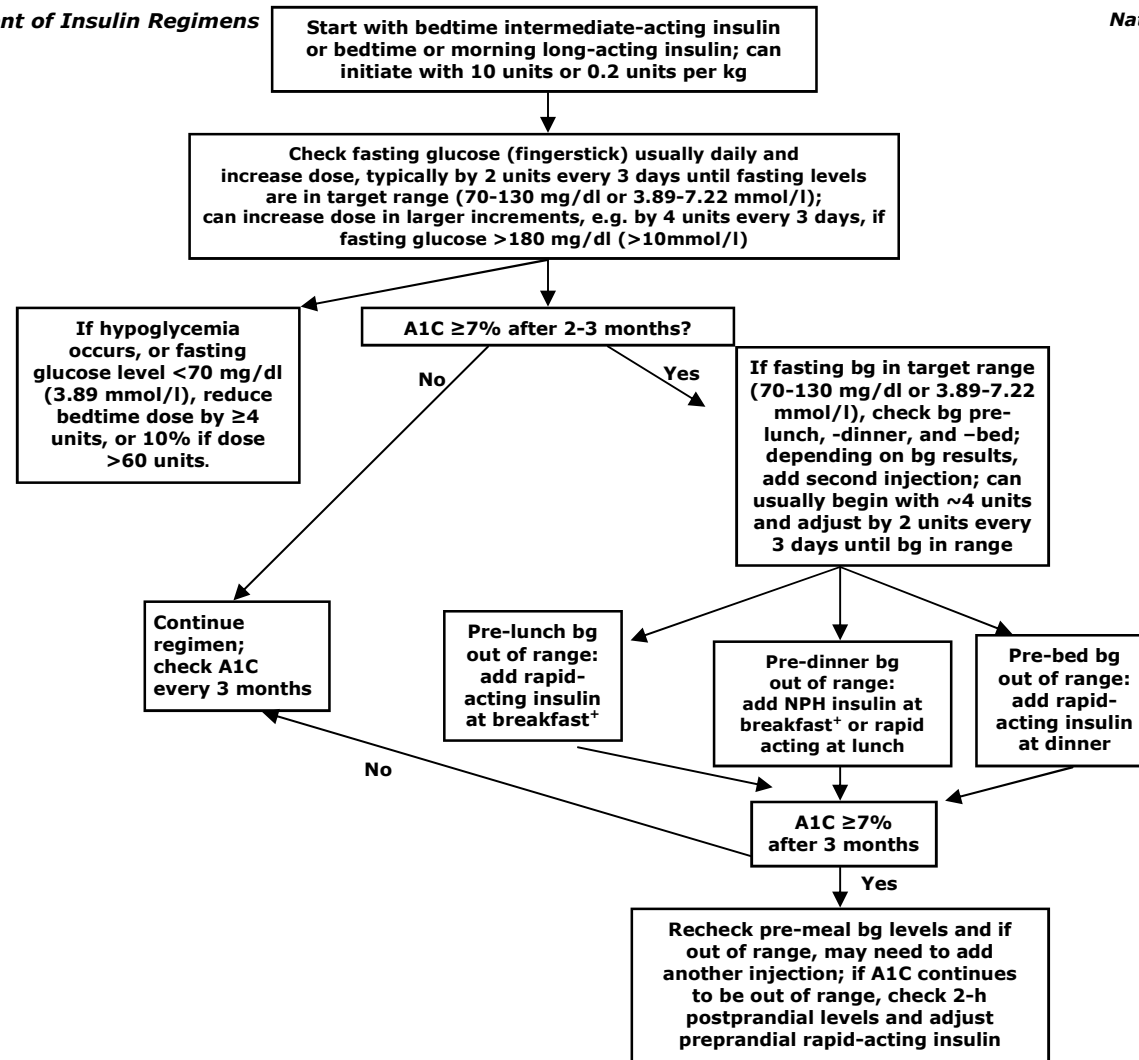 nt of Insulin Regimens
Nat
Start with bedtime intermediate-acting insulin
or bedtime or morning long-acting insulin; can
initiate with 10 units or 0.2 units per kg
Check fasting glucose (fingerstick) usually daily and
increase dose, typically by 2 units every 3 days until fasting levels
are in target range (70-130 mg/dl or 3.89-7.22 mmol/l);
can increase dose in larger increments, e.g. by 4 units every 3 days, if
fasting glucose >180 mg/dl (>10mmol/l)
If hypoglycemia
occurs, or fasting
glucose level <70 mg/dl
(3.89 mmol/l), reduce
bedtime dose by ≥4
units, or 10% if dose
>60 units.
A1C ≥7% after 2-3 months?
No
Yes
If fasting bg in target range
(70-130 mg/dl or 3.89-7.22
mmol/l), check bg pre-
lunch, -dinner, and –bed;
depending on bg results,
add second injection; can
usually begin with ~4 units
and adjust by 2 units every
3 days until bg in range
Continue
regimen;
check A1C
every 3 months
Pre-lunch bg
out of range:
add rapid-
acting insulin
at breakfast⁺
Pre-dinner bg
out of range:
add NPH insulin at
breakfast⁺ or rapid
acting at lunch
Pre-bed bg
out of range:
add rapid-
acting insulin
at dinner
No
A1C ≥7%
after 3 months
Yes
Recheck pre-meal bg levels and if
out of range, may need to add
another injection; if A1C continues
to be out of range, check 2-h
postprandial levels and adjust
preprandial rapid-acting insulin